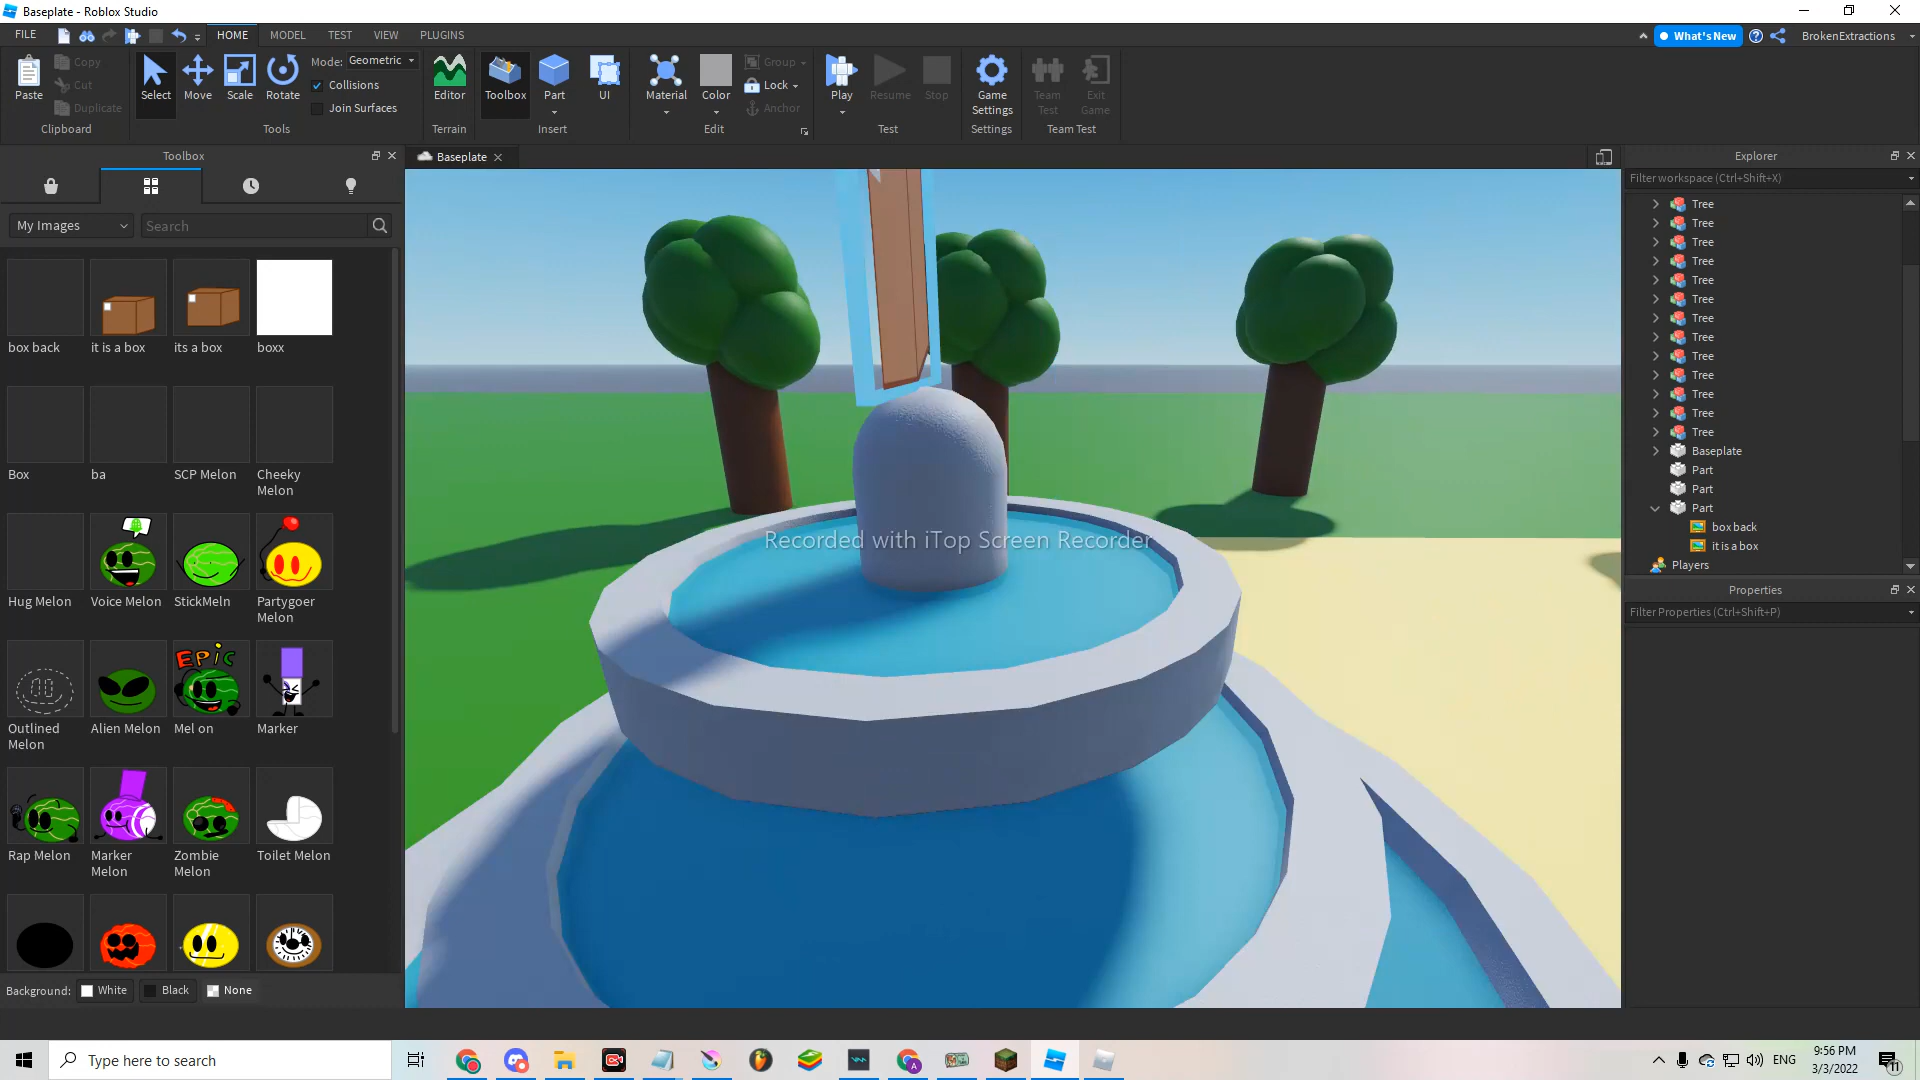 Baseplate - Roblox Studio
FILE
HOME
MODEL
TEST
VIEW
PLUGINS
What's New
BrokenExtractions
Paste
Copy
Cut
Duplicate
Clipboard
Select
Move
Scale
Rotate
Mode: Geometric
Collisions
Join Surfaces
Tools
Editor
Terrain
Toolbox
Part
UI
Insert
Material
Color
Group
Lock
Anchor
Edit
Play
Resume
Stop
Test
Game
Settings
Settings
Team
Test
Exit
Game
Team Test
Toolbox
My Images
Search
box back
it is a box
its a box
boxx
Box
ba
SCP Melon
Cheeky
Melon
Hug Melon
Voice Melon
StickMeln
Partygoer
Melon
EPiC
Outlined
Melon
Alien Melon
Mel on
Marker
Rap Melon
Marker
Melon
Zombie
Melon
Toilet Melon
Background:
White
Black
None
Baseplate
Recorded with iTop Screen Recorder
Explorer
Filter workspace (Ctrl+Shift+X)
Tree
Tree
Tree
Tree
Tree
Tree
Tree
Tree
Tree
Tree
Tree
Tree
Tree
Baseplate
Part
Part
Part
box back
it is a box
Players
Properties
Filter Properties (Ctrl+Shift+P)
Type here to search
ENG
9:56 PM
3/3/2022
11